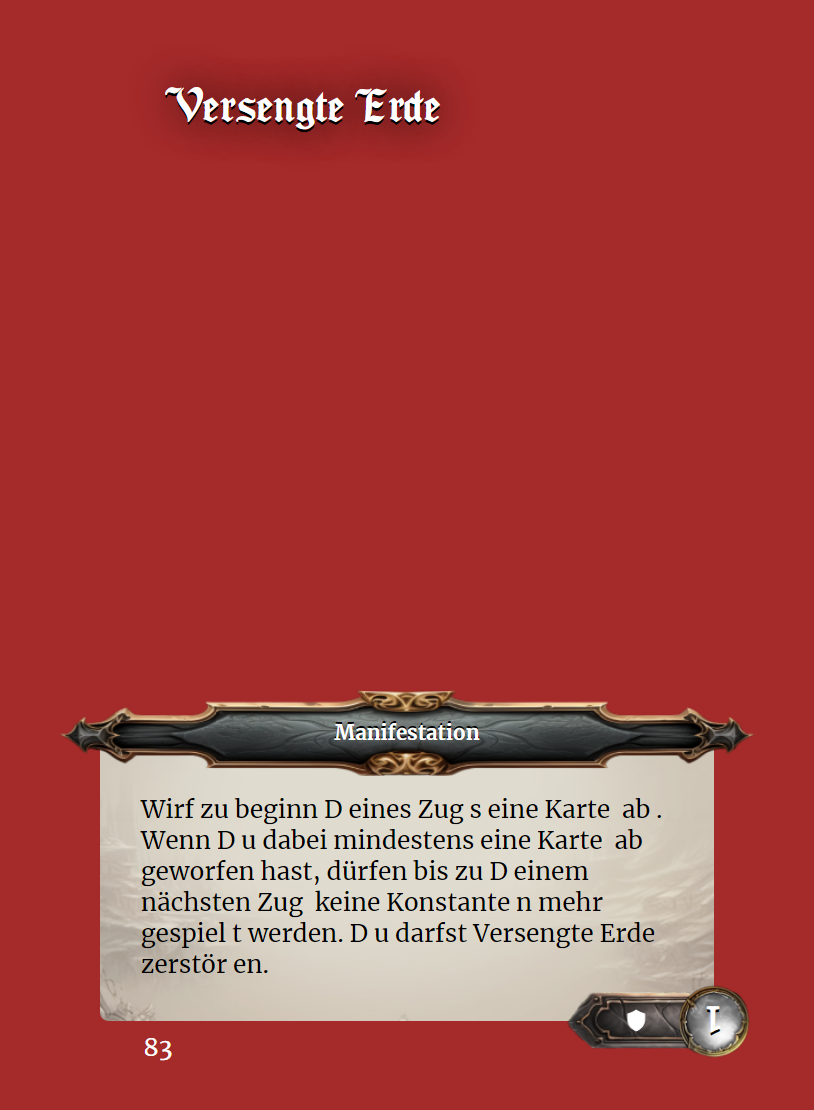 Versengte Erde
Manifestation
Wirf zu beginn D eines Zug s eine Karte  ab .
Wenn D u dabei mindestens eine Karte  ab
geworfen hast, dürfen bis zu D einem
nächsten Zug  keine Konstante n mehr
gespiel t werden. D u darfst Versengte Erde
zerstör en.
1
83